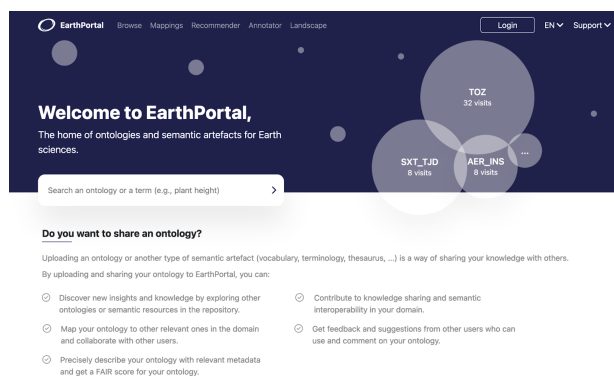 EarthPortal Browse Mappings Recommender Annotator Landscape Login EN Support
TOZ
32 visits
Welcome to EarthPortal,
The home of ontologies and semantic artefacts for Earth
sciences.
...
SXT_TJD
8 visits
AER_INS
8 visits
Search an ontology or a term (e.g., plant height)
Do you want to share an ontology?
Uploading an ontology or another type of semantic artefact (vocabulary, terminology, thesaurus, ...) is a way of sharing your knowledge with others.
By uploading and sharing your ontology to EarthPortal, you can:
Discover new insights and knowledge by exploring other
ontologies or semantic resources in the repository.
Map your ontology to other relevant ones in the domain
and collaborate with other users.
Precisely describe your ontology with relevant metadata
and get a FAIR score for your ontology.
Contribute to knowledge sharing and semantic
interoperability in your domain.
Get feedback and suggestions from other users who can
use and comment on your ontology.